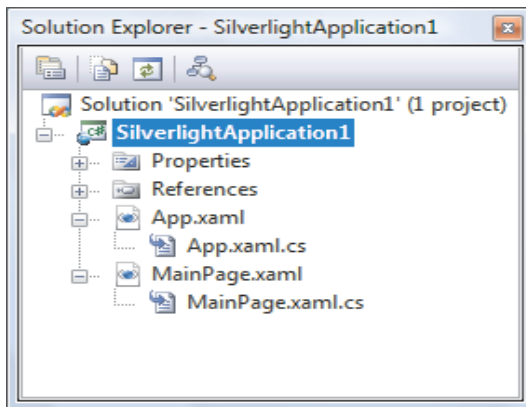 Solution Explorer - SilverlightApplication1
Solution 'SilverlightApplication1' (1 project)
SilverlightApplication1
Properties
References
App.xaml
App.xaml.cs
MainPage.xaml
MainPage.xaml.cs